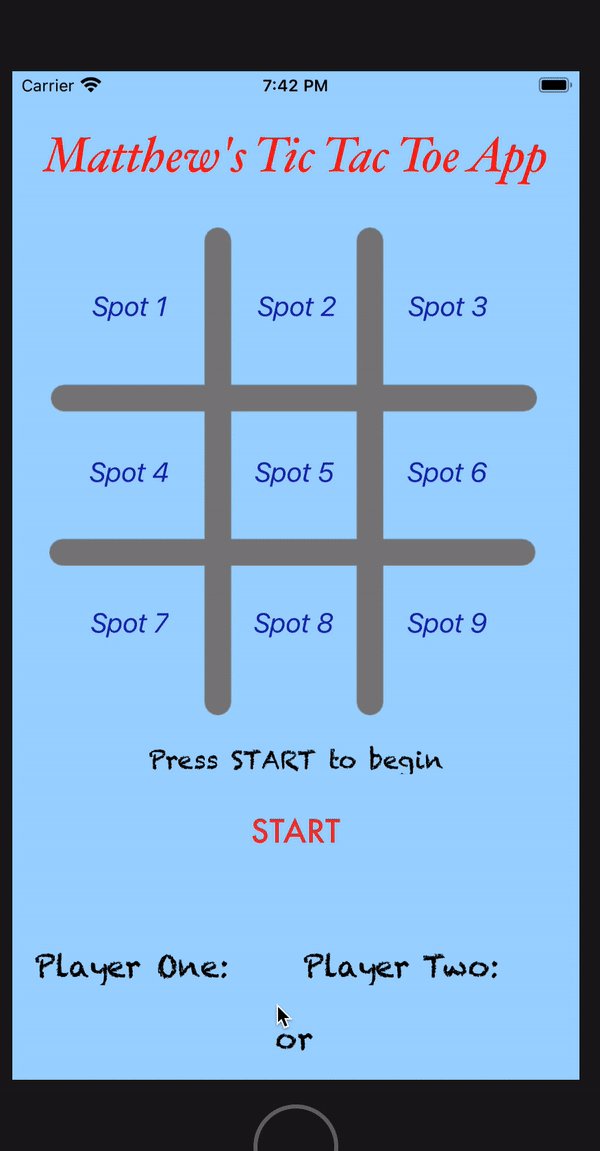 Carrier 7:42 PM
Matthew's Tic Tac Toe App
Spot 1 Spot 2 Spot 3
Spot 4 Spot 5 Spot 6
Spot 7 Spot 8 Spot 9
Press START to begin
START
Player One: Player Two:
or